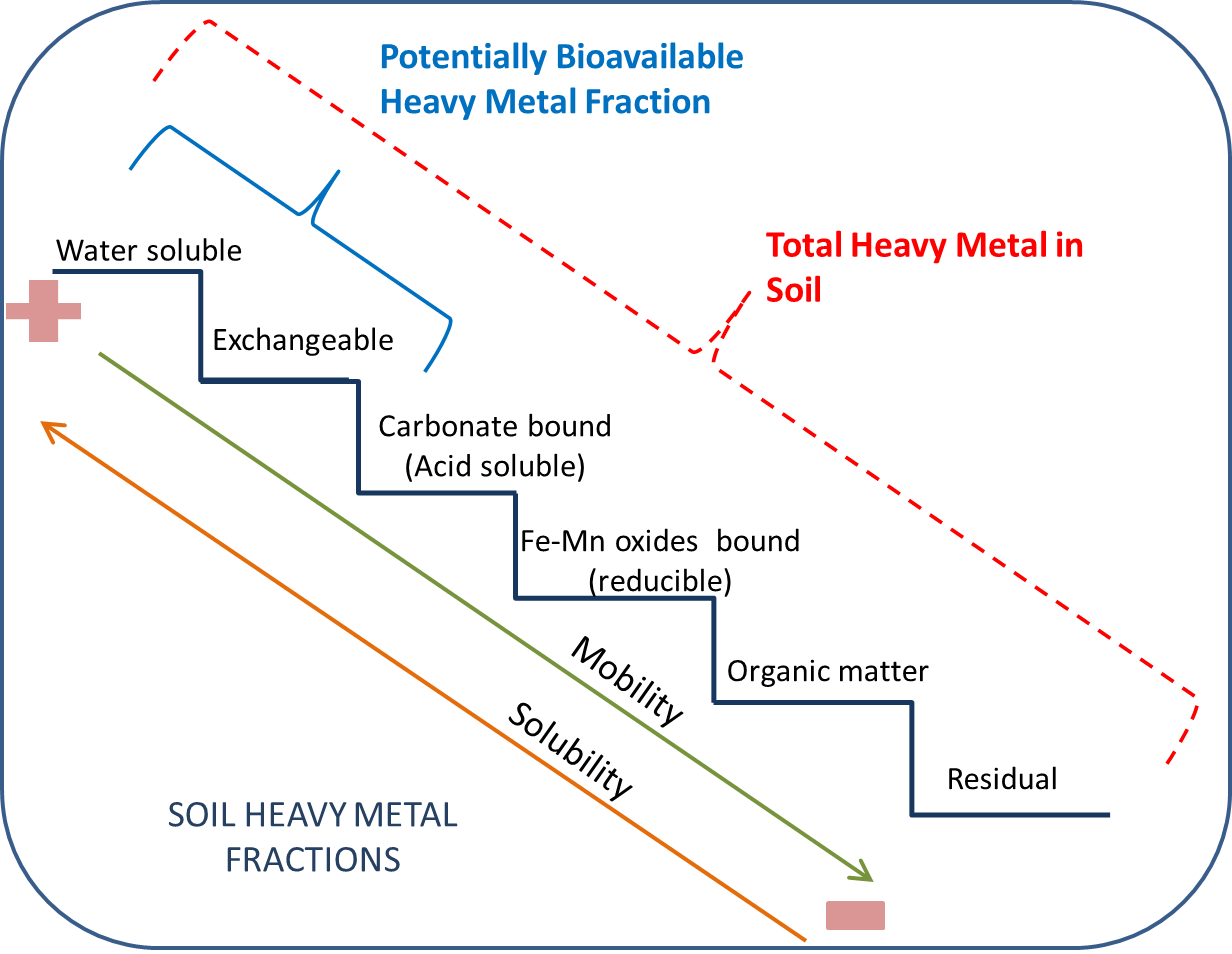 Potentially Bioavailable
Heavy Metal Fraction
Total Heavy Metal in
Soil
Water soluble
Exchangeable
Carbonate bound
(Acid soluble)
Fe-Mn oxides bound
(reducible)
Organic matter
Residual
Mobility
Solubility
SOIL HEAVY METAL
FRACTIONS